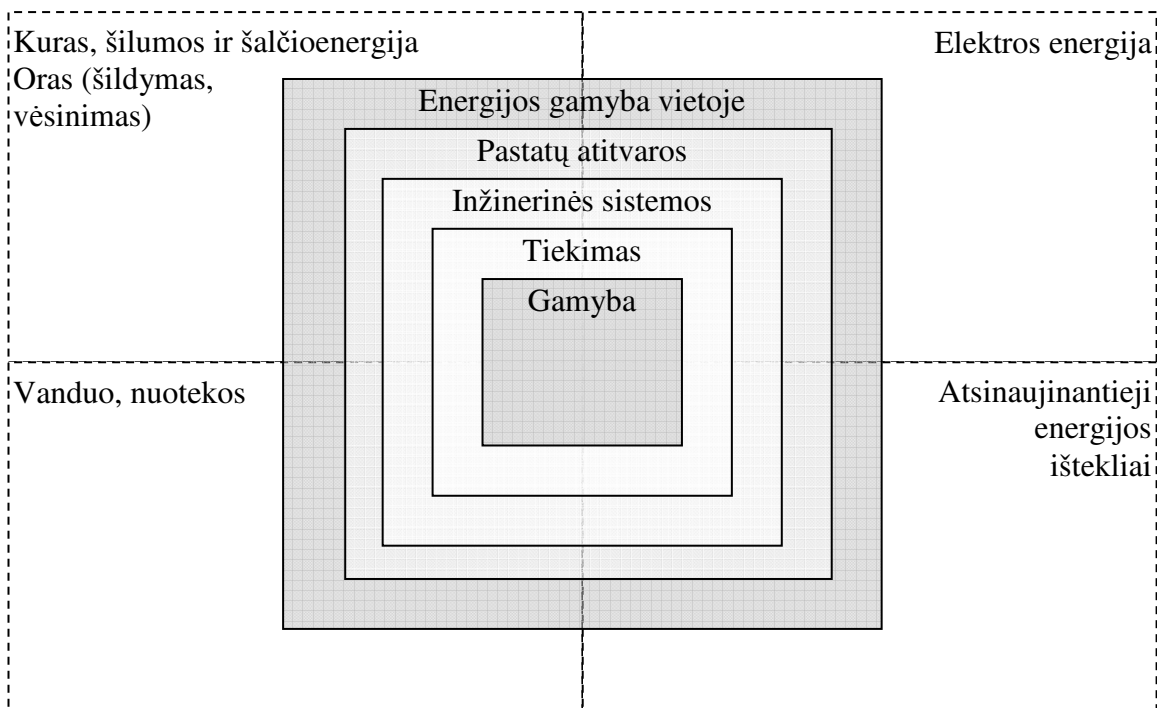 Kuras, šilumos ir šalčioenergija
Oras (šildymas,
vėsinimas)
Elektros energija
Energijos gamyba vietoje
Pastatų atitvaros
Inžinerinės sistemos
Tiekimas
Gamyba
Vanduo, nuotekos
Atsinaujinantieji
energijos
ištekliai